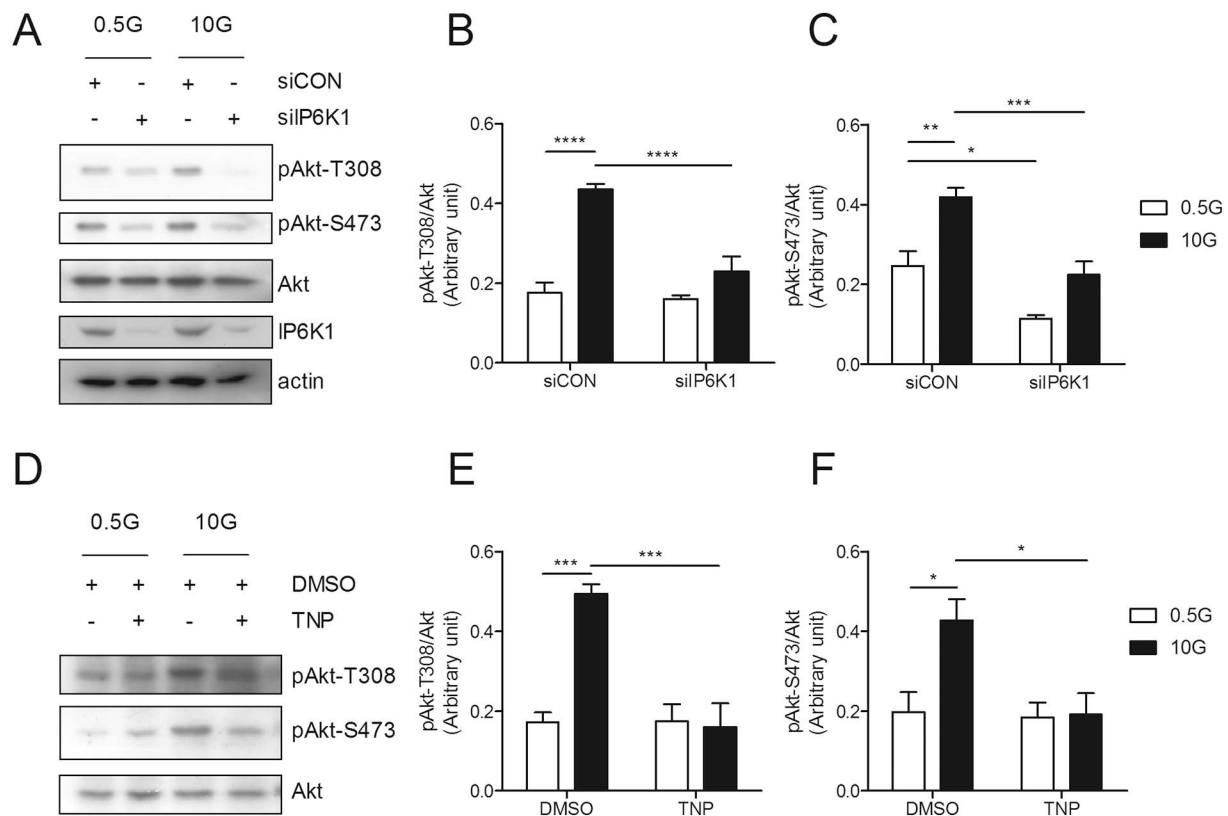 A
0.5G 10G
+ - + - siCON
- + - + siIP6K1
pAkt-T308
pAkt-S473
Akt
IP6K1
actin
B
pAkt-T308/Akt
(Arbitrary unit)
0.6
0.4
0.2
0.0
**** ****
siCON siIP6K1
C
pAkt-S473/Akt
(Arbitrary unit)
0.6
0.4
0.2
0.0
***
**
*
siCON siIP6K1
0.5G
10G
D
0.5G 10G
+ + + + DMSO
- + - + TNP
pAkt-T308
pAkt-S473
Akt
E
pAkt-T308/Akt
(Arbitrary unit)
0.6
0.4
0.2
0.0
*** ***
DMSO TNP
F
pAkt-S473/Akt
(Arbitrary unit)
0.6
0.4
0.2
0.0
*
*
DMSO TNP
0.5G
10G